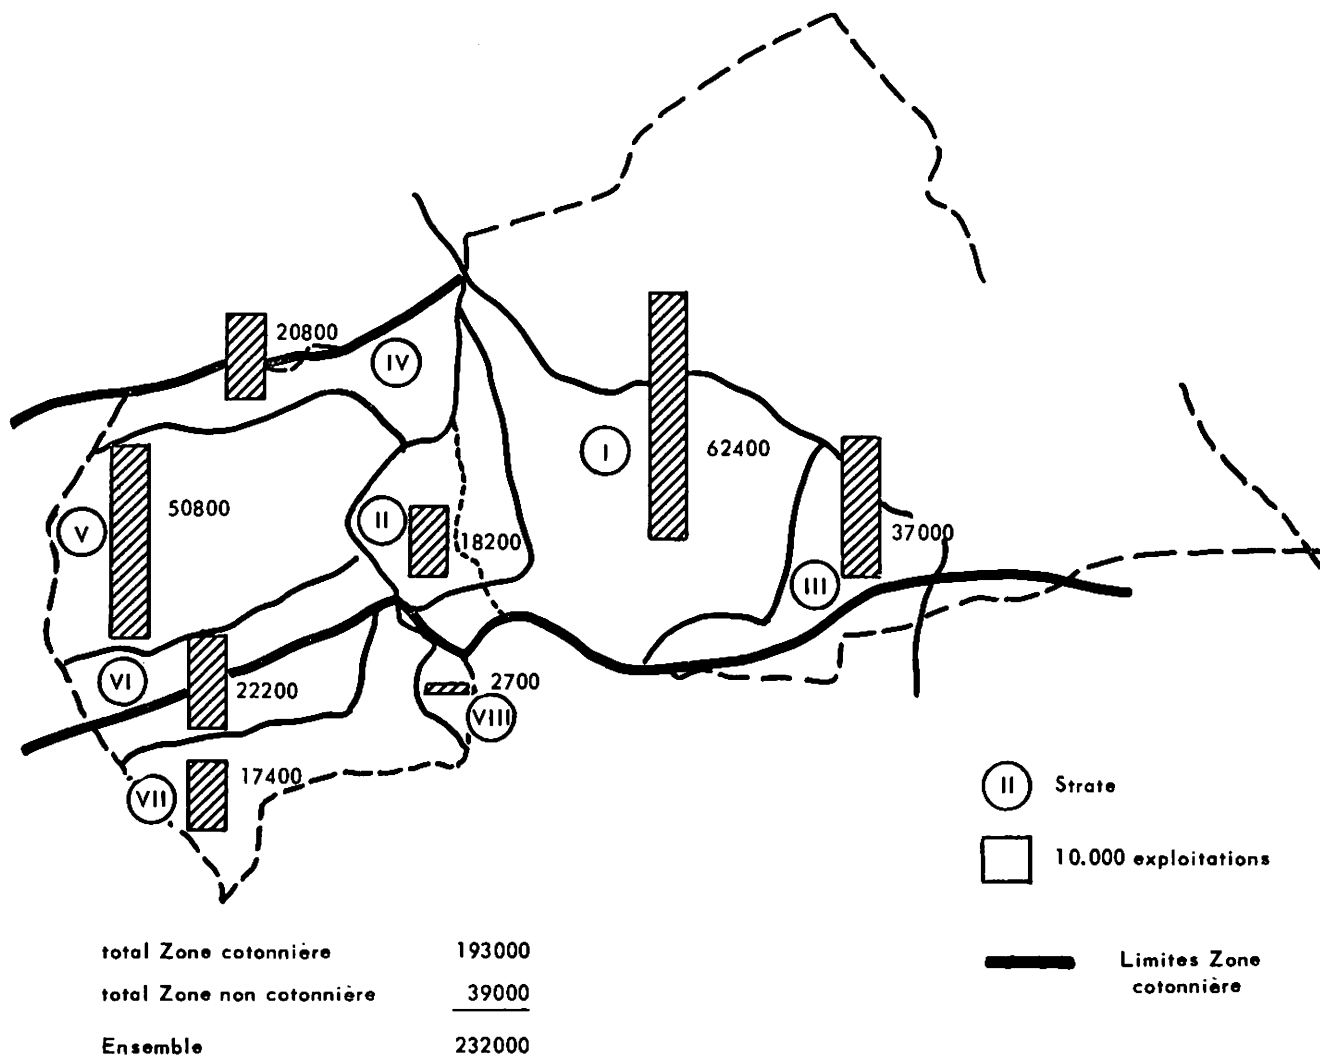 20800
IV
I
62400
50800
V
II
18200
37000
III
VI
22200
2700
VIII
17400
VII
II Strate
10.000 exploitations
Limites Zone
cotonnière
total Zone cotonnière 193000
total Zone non cotonnière 39000
Ensemble 232000